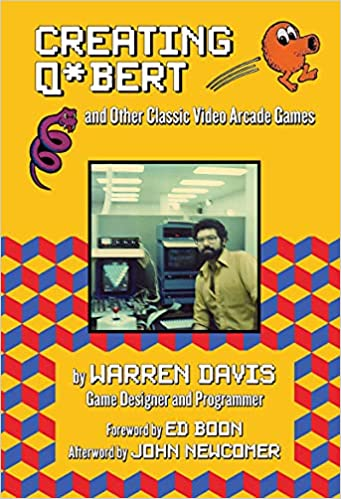 CREATING
Q*BERT
and Other Classic Video Arcade Games
by WARREN DAVIS
Game Designer and Programmer
Foreword by ED BOON
Afterword by JOHN NEWCOMER